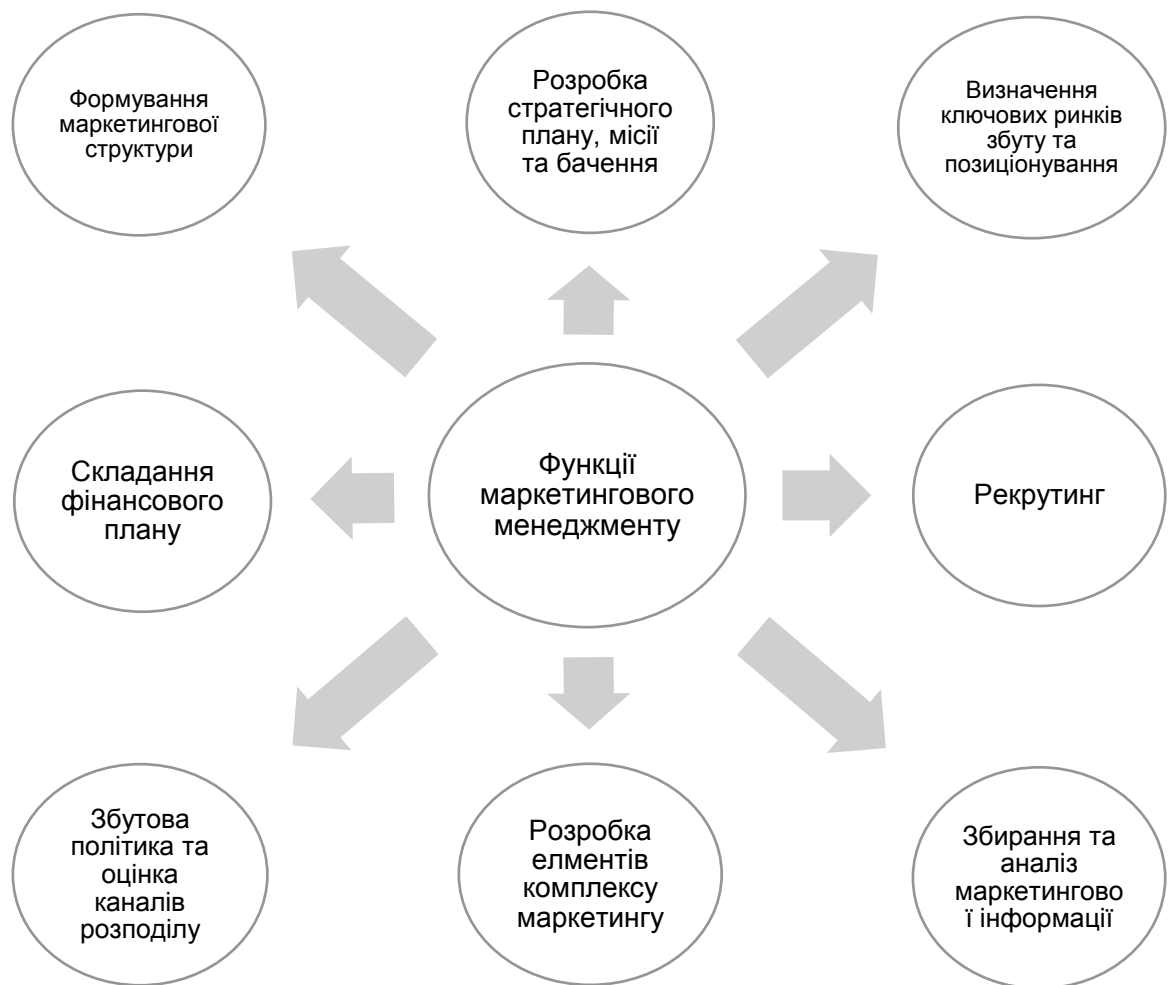 Формування
маркетингової
структури
Розробка
стратегічного
плану, місії
та бачення
Визначення
ключових ринків
збуту та
позиціонування
Складання
фінансового
плану
Функції
маркетингового
менеджменту
Рекрутинг
Збутова
політика та
оцінка
каналів
розподілу
Розробка
елментів
комплексу
маркетингу
Збирання та
аналіз
маркетингово
ї інформації